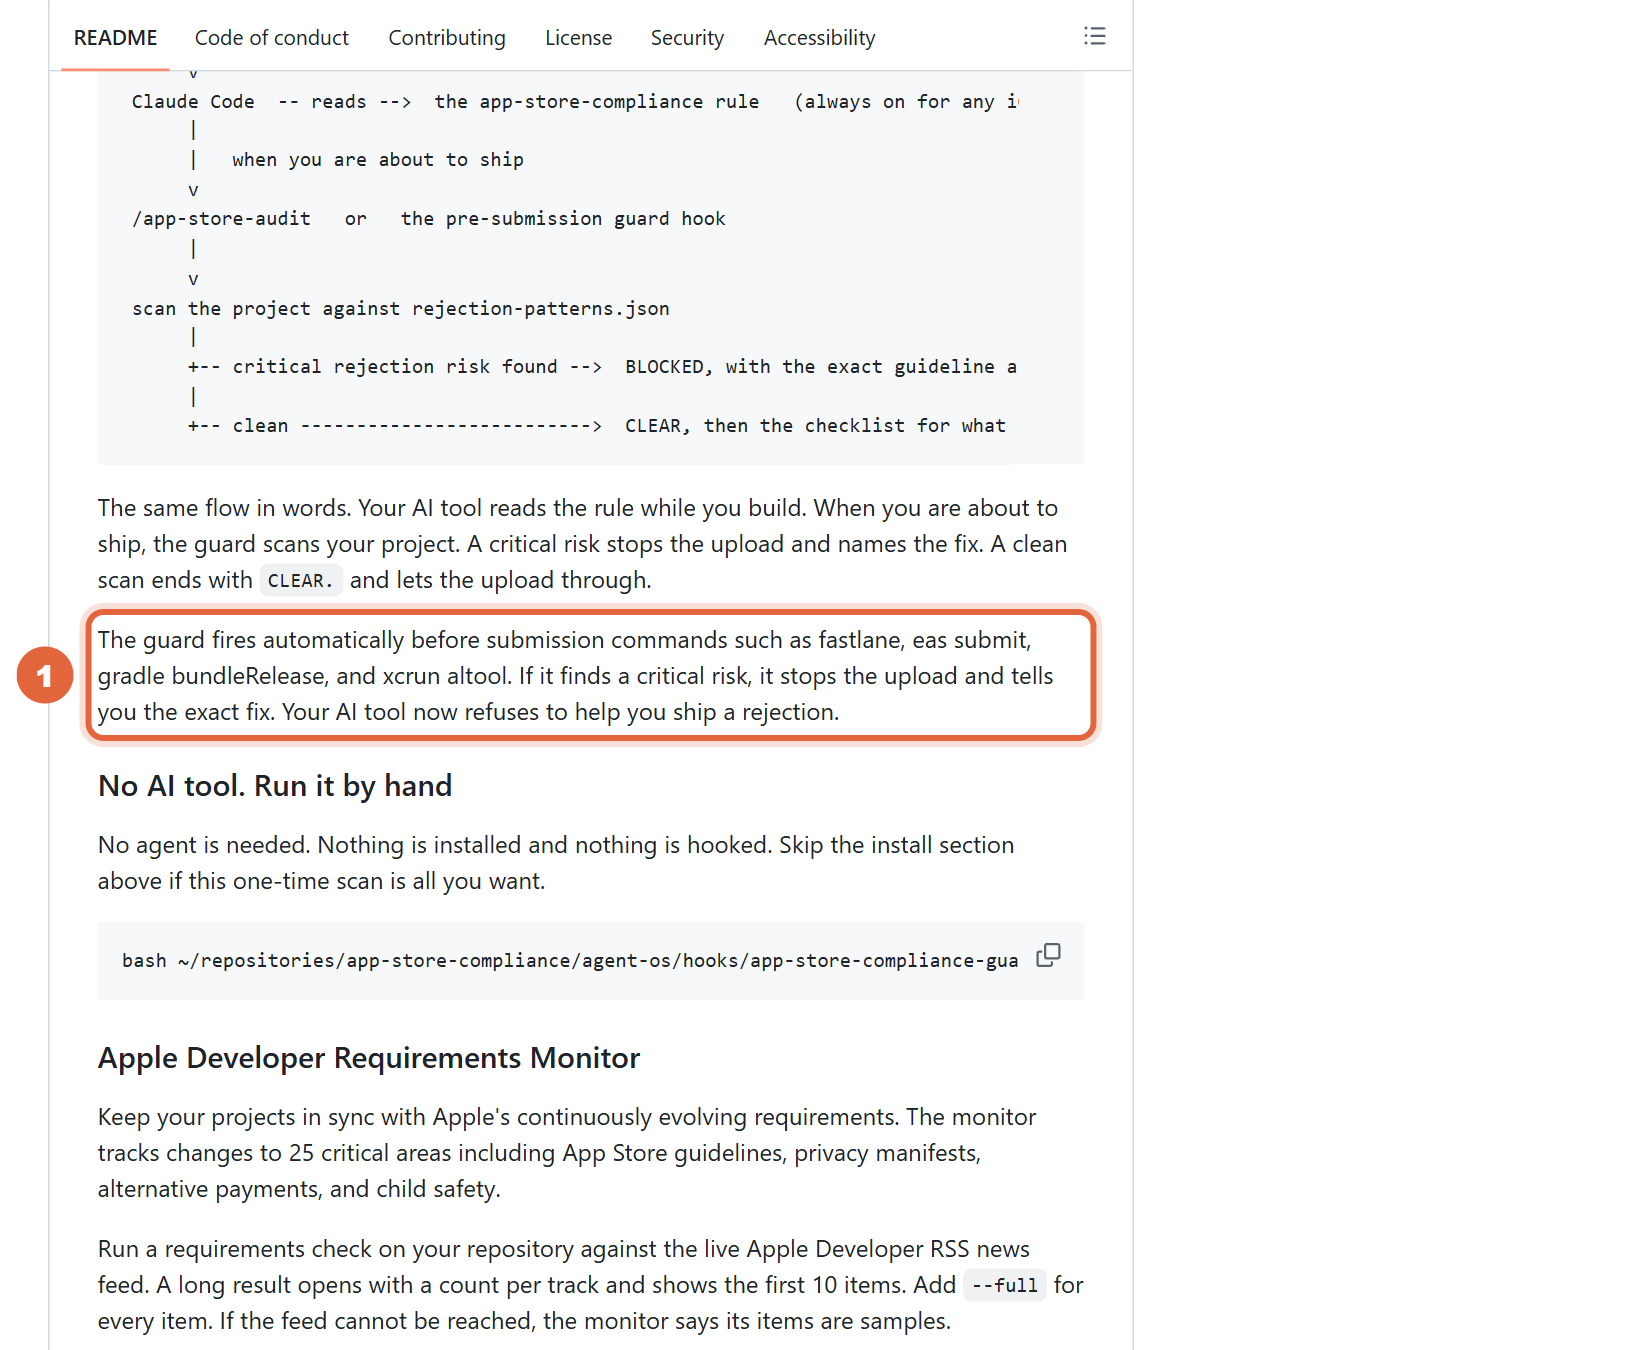 README Code of conduct Contributing License Security Accessibility
v
Claude Code -- reads --> the app-store-compliance rule (always on for any i
|
| when you are about to ship
v
/app-store-audit or the pre-submission guard hook
|
v
scan the project against rejection-patterns.json
|
+-- critical rejection risk found --> BLOCKED, with the exact guideline a
|
+-- clean --------------------------> CLEAR, then the checklist for what
The same flow in words. Your AI tool reads the rule while you build. When you are about to
ship, the guard scans your project. A critical risk stops the upload and names the fix. A clean
scan ends with CLEAR. and lets the upload through.
1
The guard fires automatically before submission commands such as fastlane, eas submit,
gradle bundleRelease, and xcrun altool. If it finds a critical risk, it stops the upload and tells
you the exact fix. Your AI tool now refuses to help you ship a rejection.
No AI tool. Run it by hand
No agent is needed. Nothing is installed and nothing is hooked. Skip the install section
above if this one-time scan is all you want.
bash ~/repositories/app-store-compliance/agent-os/hooks/app-store-compliance-gua
Apple Developer Requirements Monitor
Keep your projects in sync with Apple's continuously evolving requirements. The monitor
tracks changes to 25 critical areas including App Store guidelines, privacy manifests,
alternative payments, and child safety.
Run a requirements check on your repository against the live Apple Developer RSS news
feed. A long result opens with a count per track and shows the first 10 items. Add --full for
every item. If the feed cannot be reached, the monitor says its items are samples.